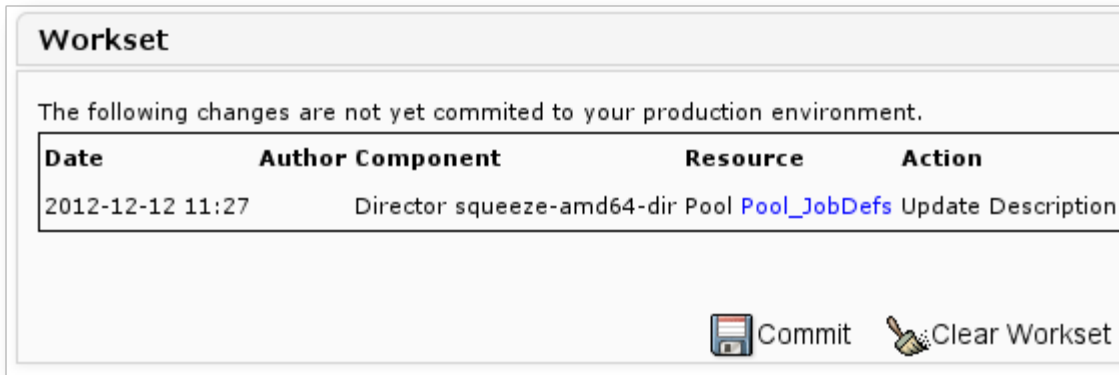 Workset
The following changes are not yet commited to your production environment.
Date Author Component Resource Action
2012-12-12 11:27 Director squeeze-amd64-dir Pool Pool_JobDefs Update Description
Commit Clear Workset